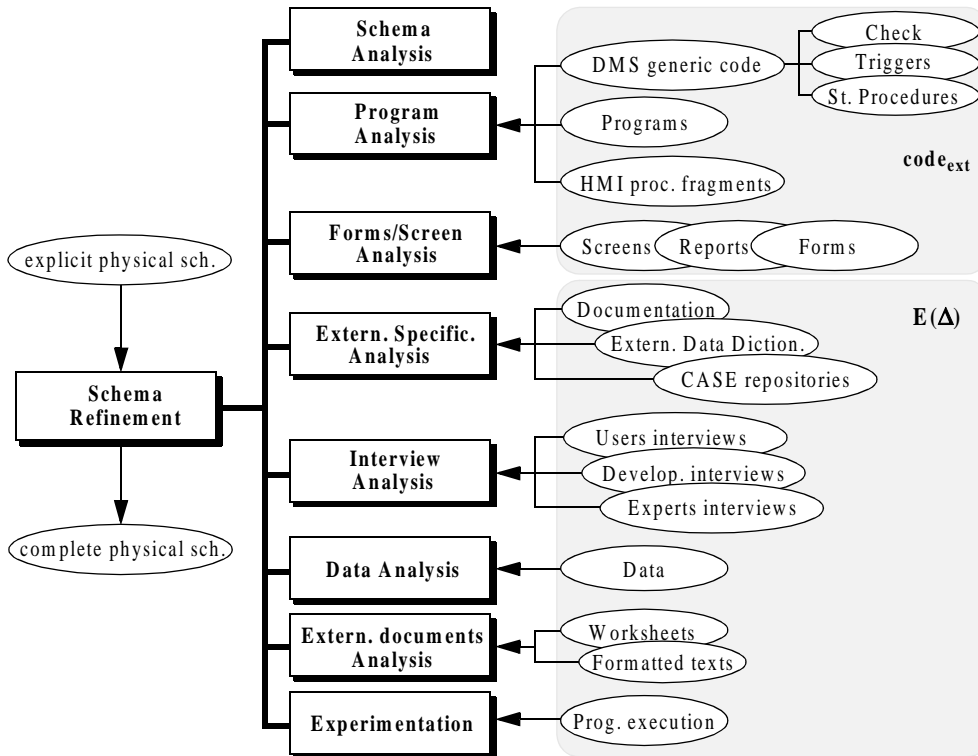 Schema
Analysis
Check
DMS generic code
Triggers
St. Procedures
Program
Analysis
Programs
code_ext
HMI proc. fragments
Forms/Screen
Analysis
Screens
Reports
Forms
explicit physical sch.
Extern. Specific.
Analysis
Documentation
E(Δ)
Extern. Data Diction.
CASE repositories
Schema
Refinement
Interview
Analysis
Users interviews
Develop. interviews
Experts interviews
complete physical sch.
Data Analysis
Data
Extern. documents
Analysis
Worksheets
Formatted texts
Experimentation
Prog. execution